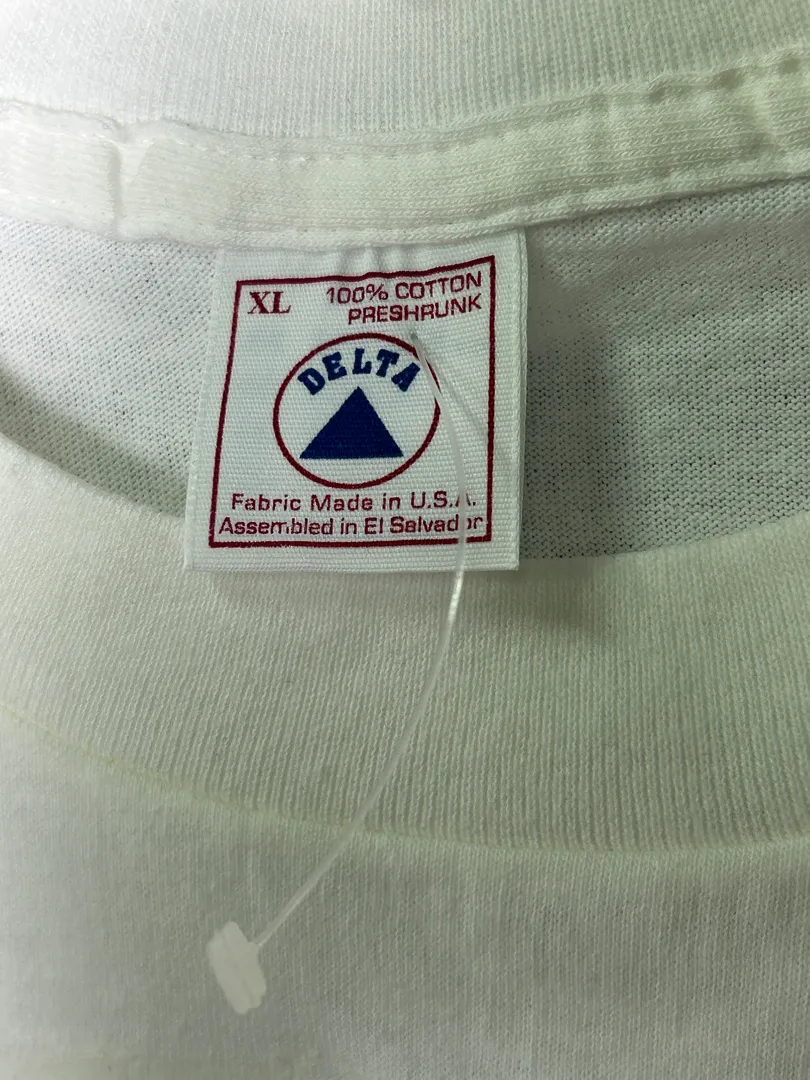 XL
100% COTTON
PRESHRUNK
DELTA
Fabric Made in U.S.A.
Assembled in El Salvador